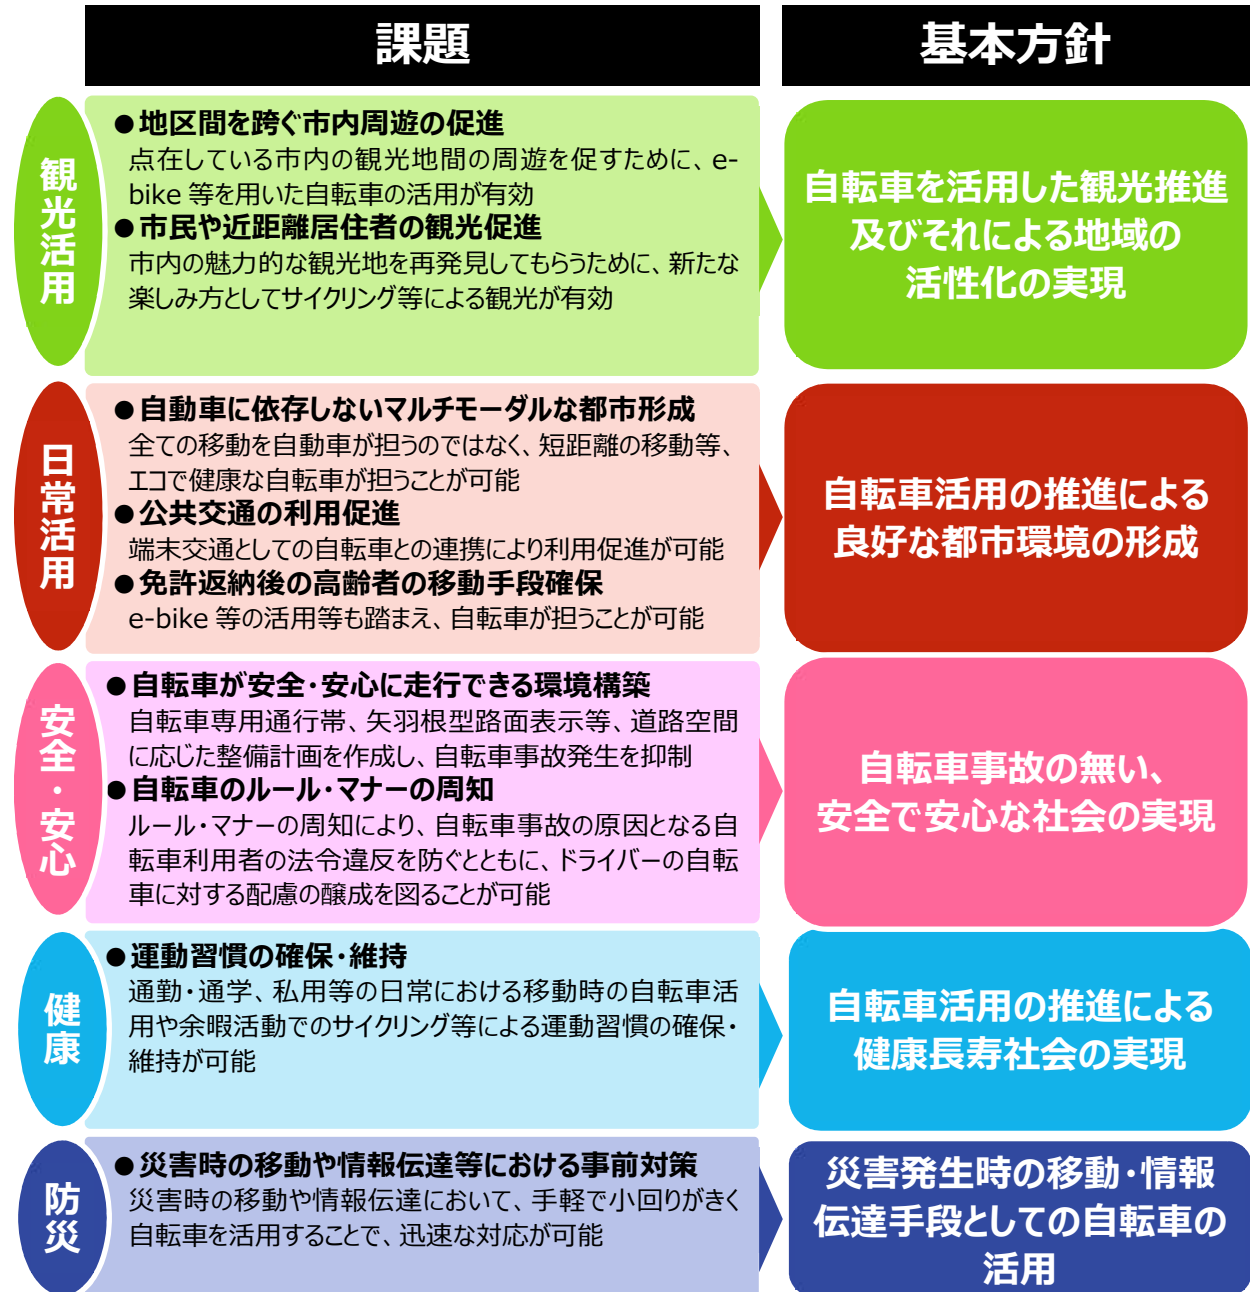 課題
基本方針
観光活用
●地区間を跨ぐ市内周遊の促進
点在している市内の観光地間の周遊を促すために、e-
bike 等を用いた自転車の活用が有効
●市民や近距離居住者の観光促進
市内の魅力的な観光地を再発見してもらうために、新たな
楽しみ方としてサイクリング等による観光が有効
自転車を活用した観光推進
及びそれによる地域の
活性化の実現
日常活用
●自動車に依存しないマルチモーダルな都市形成
全ての移動を自動車が担うのではなく、短距離の移動等、
エコで健康な自転車が担うことが可能
●公共交通の利用促進
端末交通としての自転車との連携により利用促進が可能
●免許返納後の高齢者の移動手段確保
e-bike 等の活用等も踏まえ、自転車が担うことが可能
自転車活用の推進による
良好な都市環境の形成
安全・安心
●自転車が安全・安心に走行できる環境構築
自転車専用通行帯、矢羽根型路面表示等、道路空間
に応じた整備計画を作成し、自転車事故発生を抑制
●自転車のルール・マナーの周知
ルール・マナーの周知により、自転車事故の原因となる自
転車利用者の法令違反を防ぐとともに、ドライバーの自転
車に対する配慮の醸成を図ることが可能
自転車事故の無い、
安全で安心な社会の実現
健康
●運動習慣の確保・維持
通勤・通学、私用等の日常における移動時の自転車活
用や余暇活動でのサイクリング等による運動習慣の確保・
維持が可能
自転車活用の推進による
健康長寿社会の実現
防災
●災害時の移動や情報伝達等における事前対策
災害時の移動や情報伝達において、手軽で小回りがきく
自転車を活用することで、迅速な対応が可能
災害発生時の移動・情報
伝達手段としての自転車の
活用